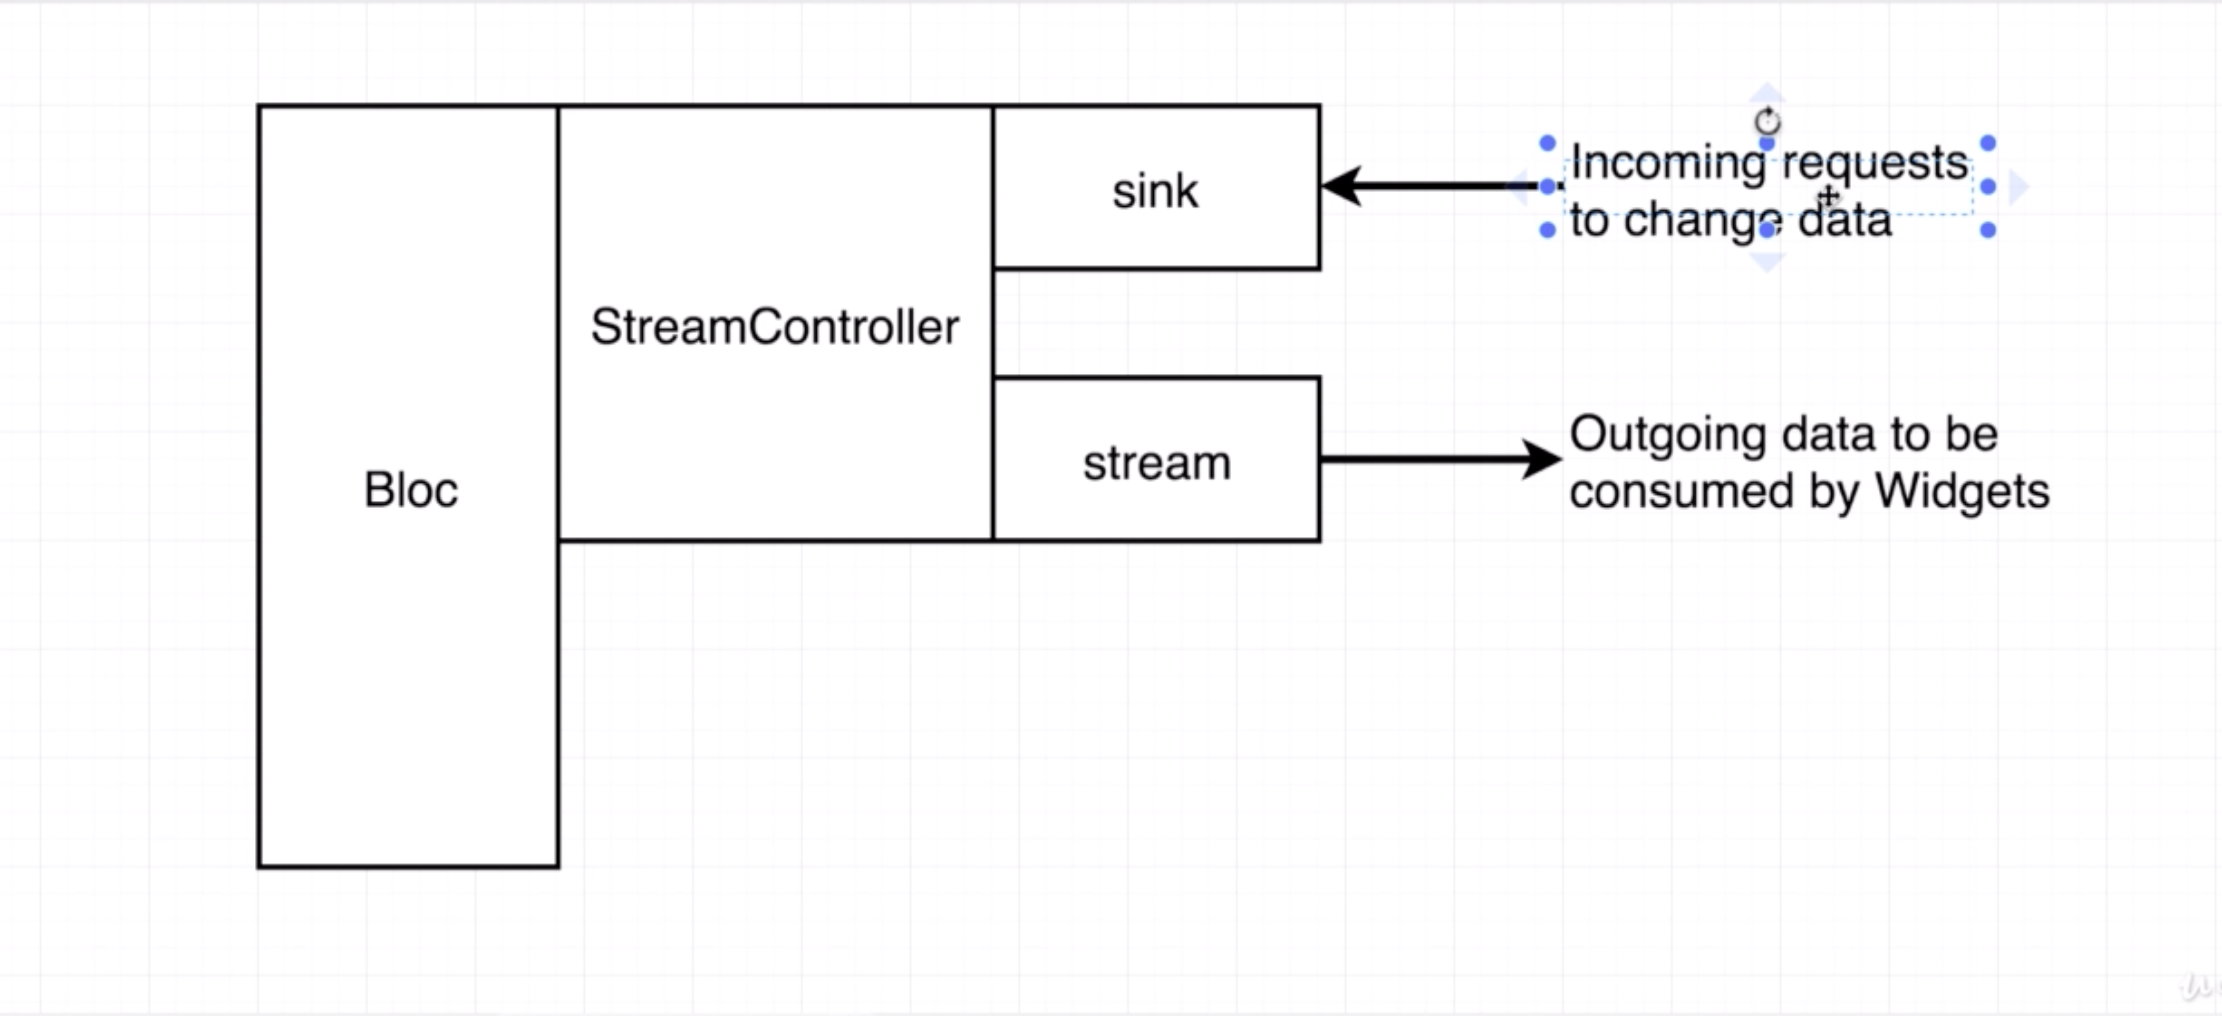 Incoming requests
to change data
sink
StreamController
Outgoing data to be
consumed by Widgets
stream
Bloc